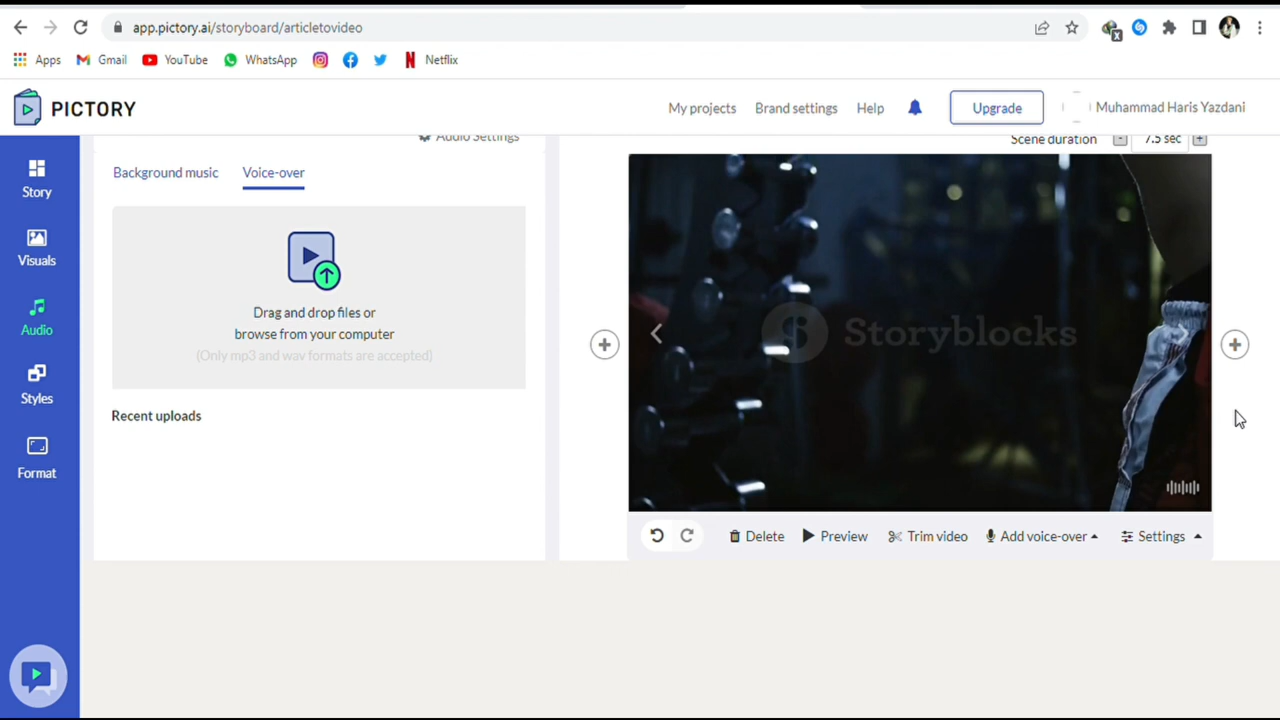 app.pictory.ai/storyboard/articletovideo
Apps Gmail YouTube WhatsApp Netflix
PICTORY
My projects Brand settings Help Upgrade Muhammad Haris Yazdani
Audio Settings
Scene duration - 7.5 sec +
Story
Visuals
Audio
Styles
Format
Background music Voice-over
Drag and drop files or
browse from your computer
(Only mp3 and wav formats are accepted)
Recent uploads
S Storyblocks
Delete Preview Trim video Add voice-over Settings